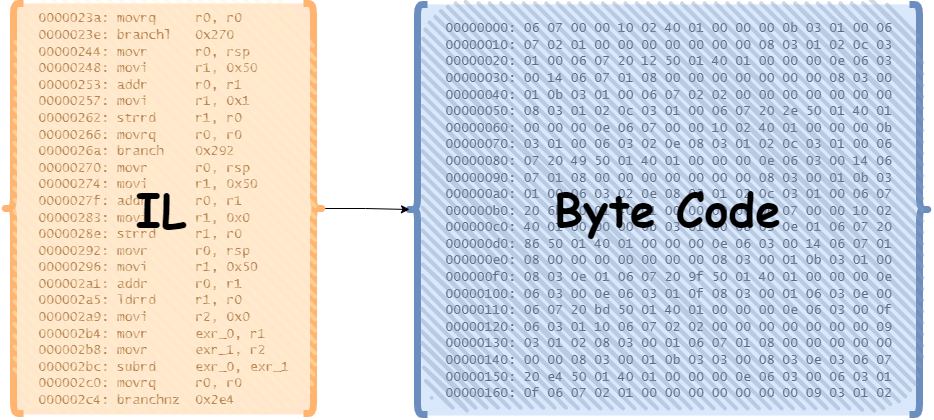 0000023a: movrq r0, r0
0000023e: branchl 0x270
00000244: movr r0, rsp
00000248: movi r1, 0x50
00000253: addr r0, r1
00000257: movi r1, 0x1
00000262: strrd r1, r0
00000266: movrq r0, r0
0000026a: branch 0x292
00000270: movr r0, rsp
00000274: movi r1, 0x50
0000027f: r0, r1
00000283: movi r1, 0x0
0000028e: strrd r1, r0
00000292: movr r0, rsp
00000296: movi r1, 0x50
000002a1: addr r0, r1
000002a5: ldrrd r1, r0
000002a9: movi r2, 0x0
000002b4: movr exr_0, r1
000002b8: movr exr_1, r2
000002bc: subrd exr_0, exr_1
000002c0: movrq r0, r0
000002c4: branchnz 0x2e4
IL
00000000: 06 07 00 00 10 02 40 01 00 00 00 0b 03 01 00 06
00000010: 07 02 01 00 00 00 00 00 00 00 08 03 01 02 0c 03
00000020: 01 00 06 07 20 12 50 01 40 01 00 00 00 0e 06 03
00000030: 00 14 06 07 01 08 00 00 00 00 00 00 00 08 03 00
00000040: 01 0b 03 01 00 06 07 02 02 00 00 00 00 00 00 00
00000050: 08 03 01 02 0c 03 01 00 06 07 20 2e 50 01 40 01
00000060: 00 00 00 0e 06 07 00 00 10 02 40 01 00 00 00 0b
00000070: 03 01 00 06 03 02 0e 08 03 01 02 0c 03 01 00 06
00000080: 07 20 49 50 01 40 01 00 00 00 0e 06 03 00 14 06
00000090: 07 01 08 00 00 00 00 00 00 00 08 03 00 01 0b 03
000000a0: 01 00 06 03 02 0e 08 03 01 02 0c 03 01 00 06 07
000000b0: 20 07 00 00 10 02
000000c0: 40 01 0e 01 06 07 20
000000d0: 86 50 01 40 01 00 00 00 0e 06 03 00 14 06 07 01
000000e0: 08 00 00 00 00 00 00 00 08 03 00 01 0b 03 01 00
000000f0: 08 03 0e 01 06 07 20 9f 50 01 40 01 00 00 00 0e
00000100: 06 03 00 0e 06 03 01 0f 08 03 00 01 06 03 0e 00
00000110: 06 07 20 bd 50 01 40 01 00 00 00 0e 06 03 00 0f
00000120: 06 03 01 10 06 07 02 02 00 00 00 00 00 00 00 09
00000130: 03 01 02 08 03 00 01 06 07 01 08 00 00 00 00 00
00000140: 00 00 08 03 00 01 0b 03 03 00 08 03 0e 03 06 07
00000150: 20 e4 50 01 40 01 00 00 00 0e 06 03 00 06 03 01
00000160: 0f 06 07 02 01 00 00 00 00 00 00 00 09 03 01 02
Byte Code